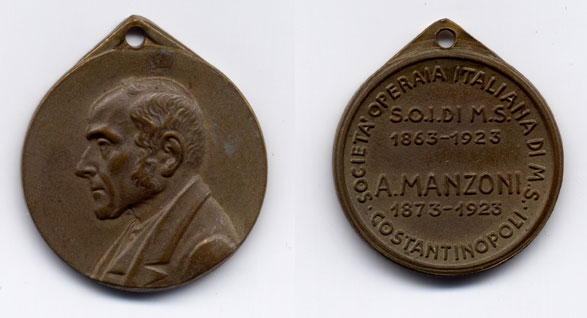 SOCIETA' OPERAIA ITALIANA DI M.S.
S.O.I. DI M.S.
1863-1923
A. MANZONI
1873-1923
· COSTANTINOPOLI ·